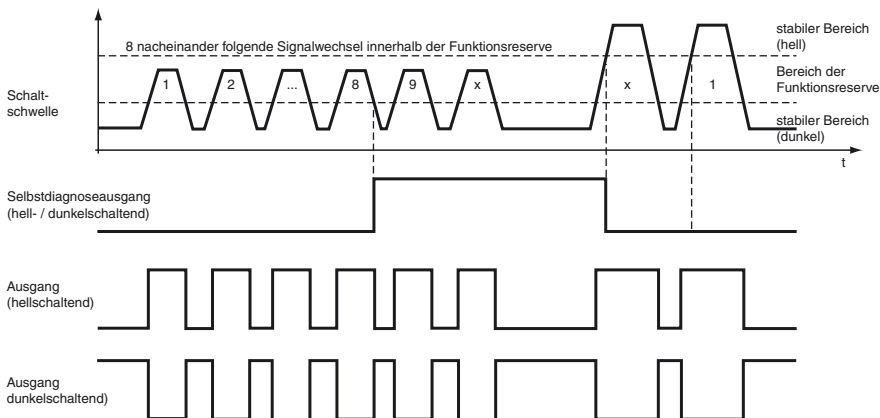 8 nacheinander folgende Signalwechsel innerhalb der Funktionsreserve
stabiler Bereich
(hell)
Bereich der
Funktionsreserve
stabiler Bereich
(dunkel)
Schalt-
schwelle
1 2 ... 8 9 x x 1
t
Selbstdiagnoseausgang
(hell- / dunkelschaltend)
Ausgang
(hellschaltend)
Ausgang
dunkelschaltend)